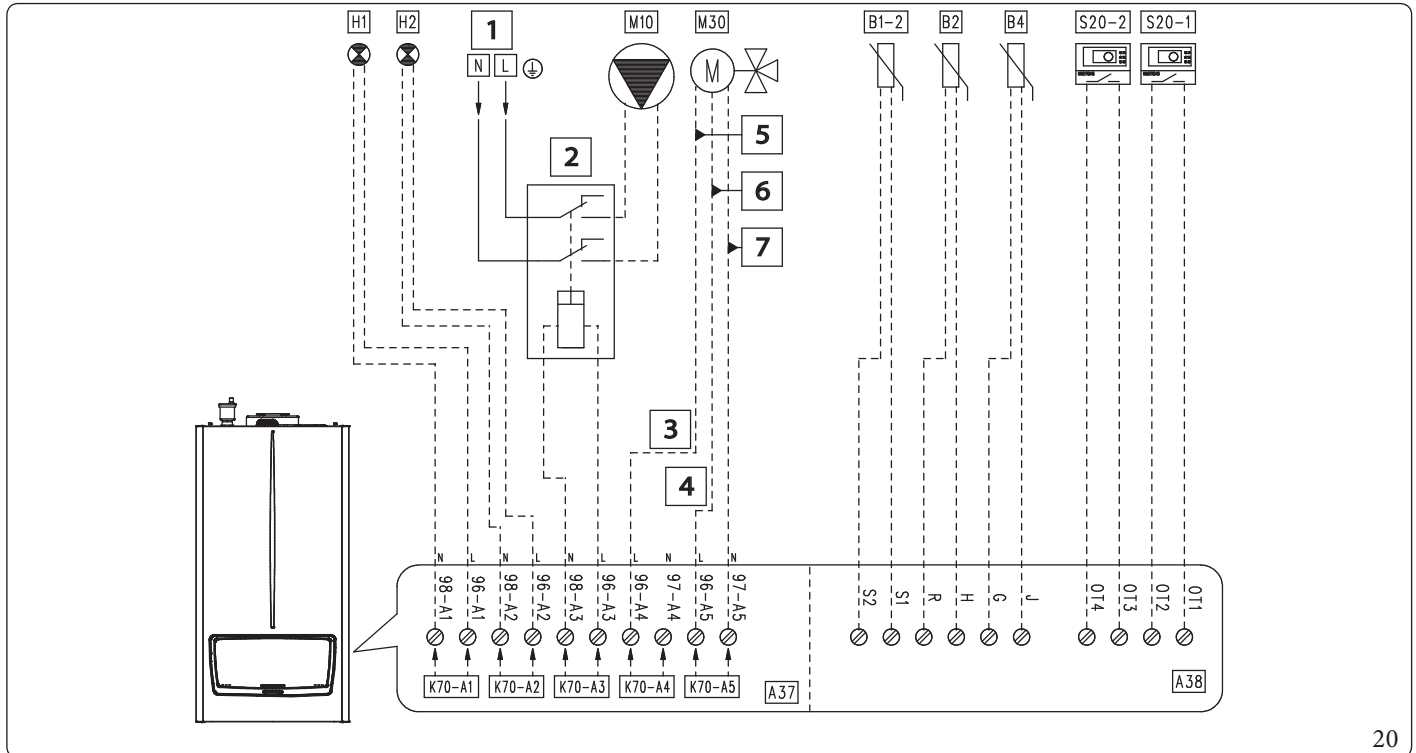 H1 H2 1 M10 M30 B1-2 B2 B4 S20-2 S20-1
N L
M
5
2
6
7
3
4
N L N L N L L N L N
98-A1 96-A1 98-A2 96-A2 98-A3 96-A3 96-A4 97-A4 96-A5 97-A5 S2 S1 R H G J OT4 OT3 OT2 OT1
K70-A1 K70-A2 K70-A3 K70-A4 K70-A5 A37 A38
20